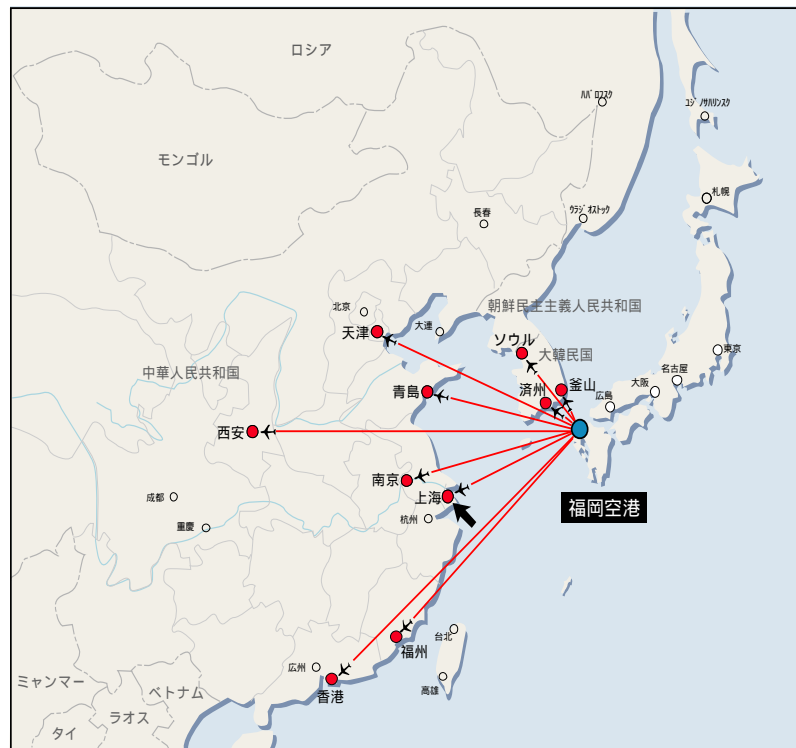 ロシア
ﾊﾊﾞﾛﾌｽｸ
ﾕｼﾞﾉｻﾊﾘﾝｽｸ
モンゴル
札幌
長春
ｳﾗｼﾞｵｽﾄｯｸ
北京
朝鮮民主主義人民共和国
天津
大連
ソウル
大韓民国
東京
中華人民共和国
名古屋
青島
済州
釜山
大阪
広島
西安
南京
上海
成都
福岡空港
杭州
重慶
台北
福州
広州
ミャンマー
ベトナム
香港
高雄
ラオス
タイ